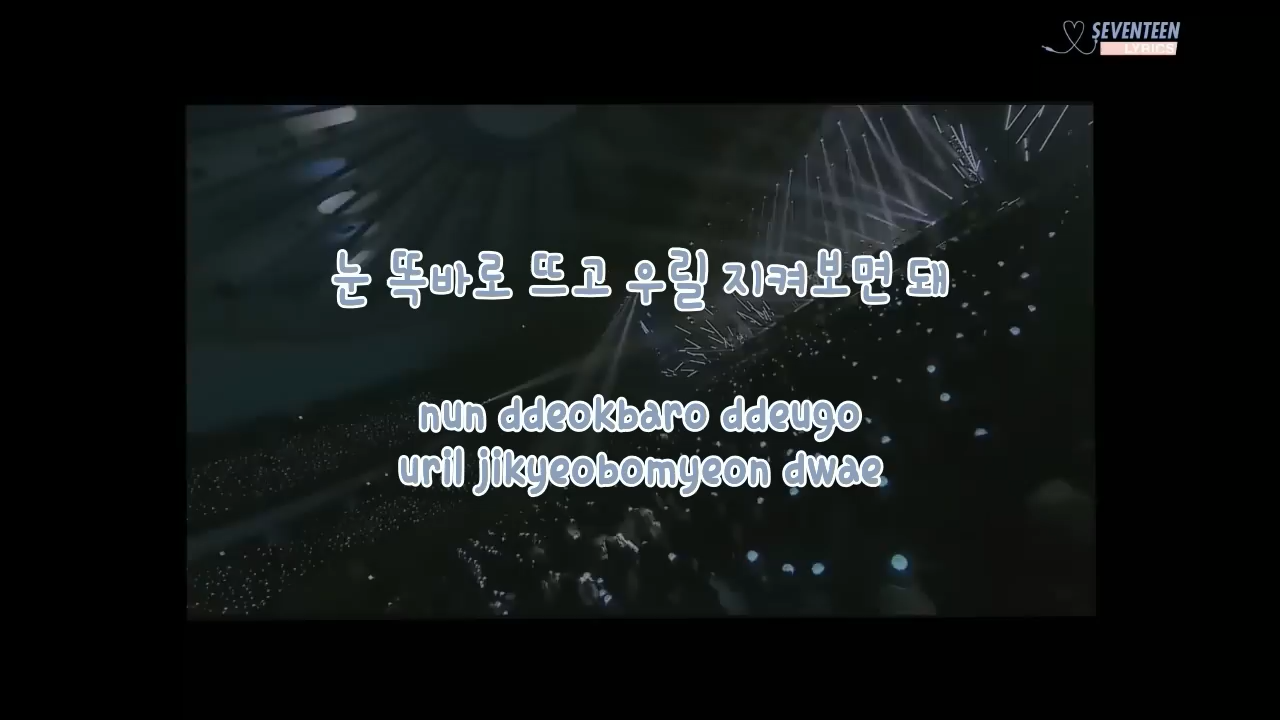 SEVENTEEN
LYRICS
눈 똑바로 뜨고 우릴 지켜보면 돼
nun ddeokbaro ddeugo
uril jikyeobomyeon dwae